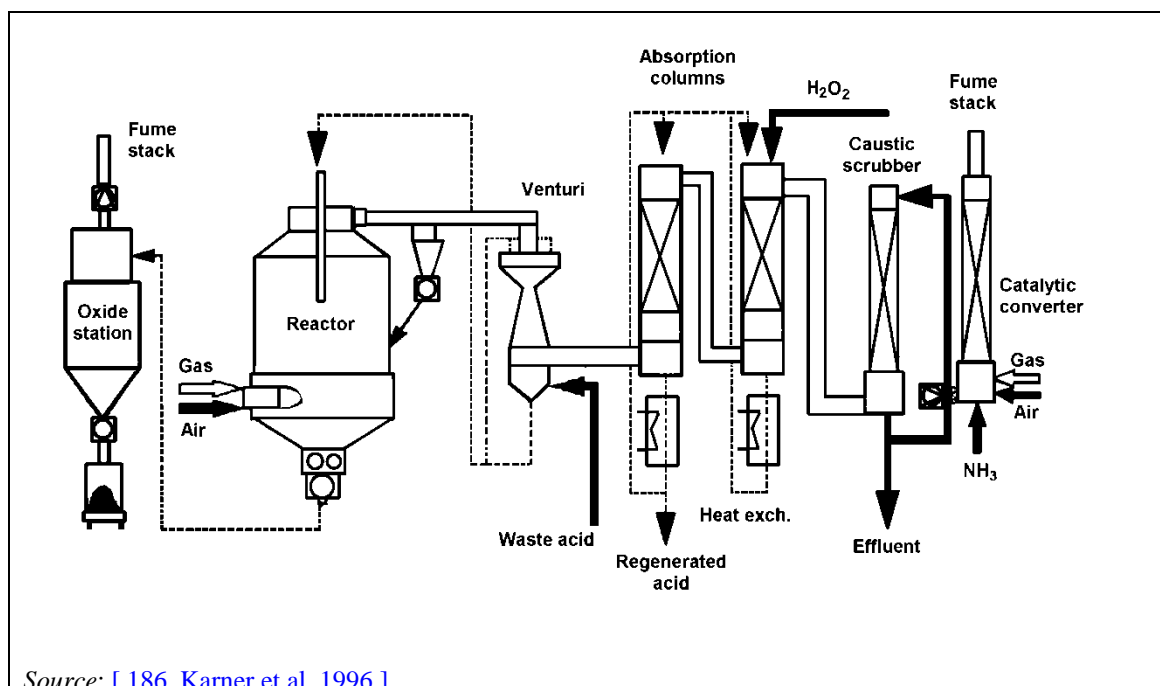 Absorption
columns
H₂O₂
Fume
stack
Fume
stack
Caustic
scrubber
Venturi
Catalytic
converter
Oxide
station
Reactor
Gas
Air
Gas
Air
NH₃
Waste acid
Heat exch.
Regenerated
acid
Effluent
Source: [ 186, Karner et al. 1996 ]